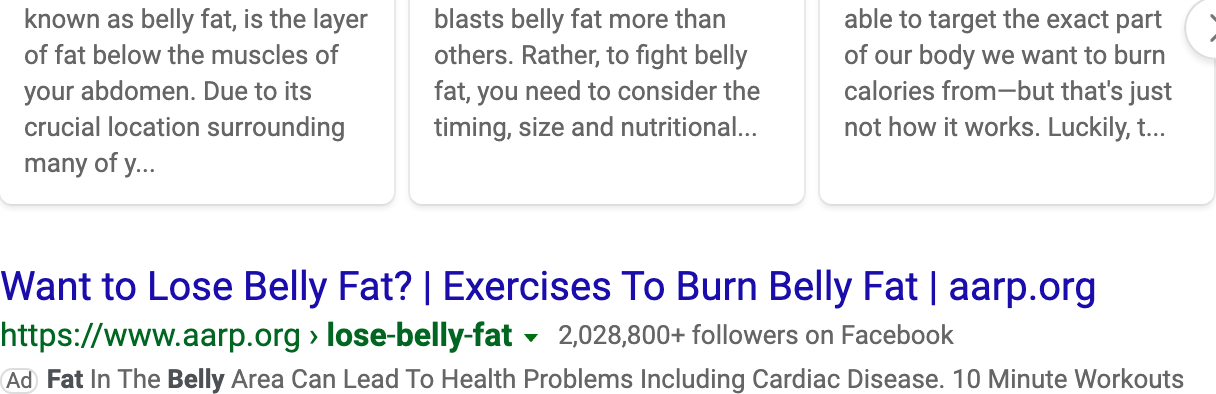 known as belly fat, is the layer
of fat below the muscles of
your abdomen. Due to its
crucial location surrounding
many of y...
blasts belly fat more than
others. Rather, to fight belly
fat, you need to consider the
timing, size and nutritional...
able to target the exact part
of our body we want to burn
calories from—but that's just
not how it works. Luckily, t...
Want to Lose Belly Fat? | Exercises To Burn Belly Fat | aarp.org
https://www.aarp.org › lose-belly-fat 2,028,800+ followers on Facebook
Ad Fat In The Belly Area Can Lead To Health Problems Including Cardiac Disease. 10 Minute Workouts